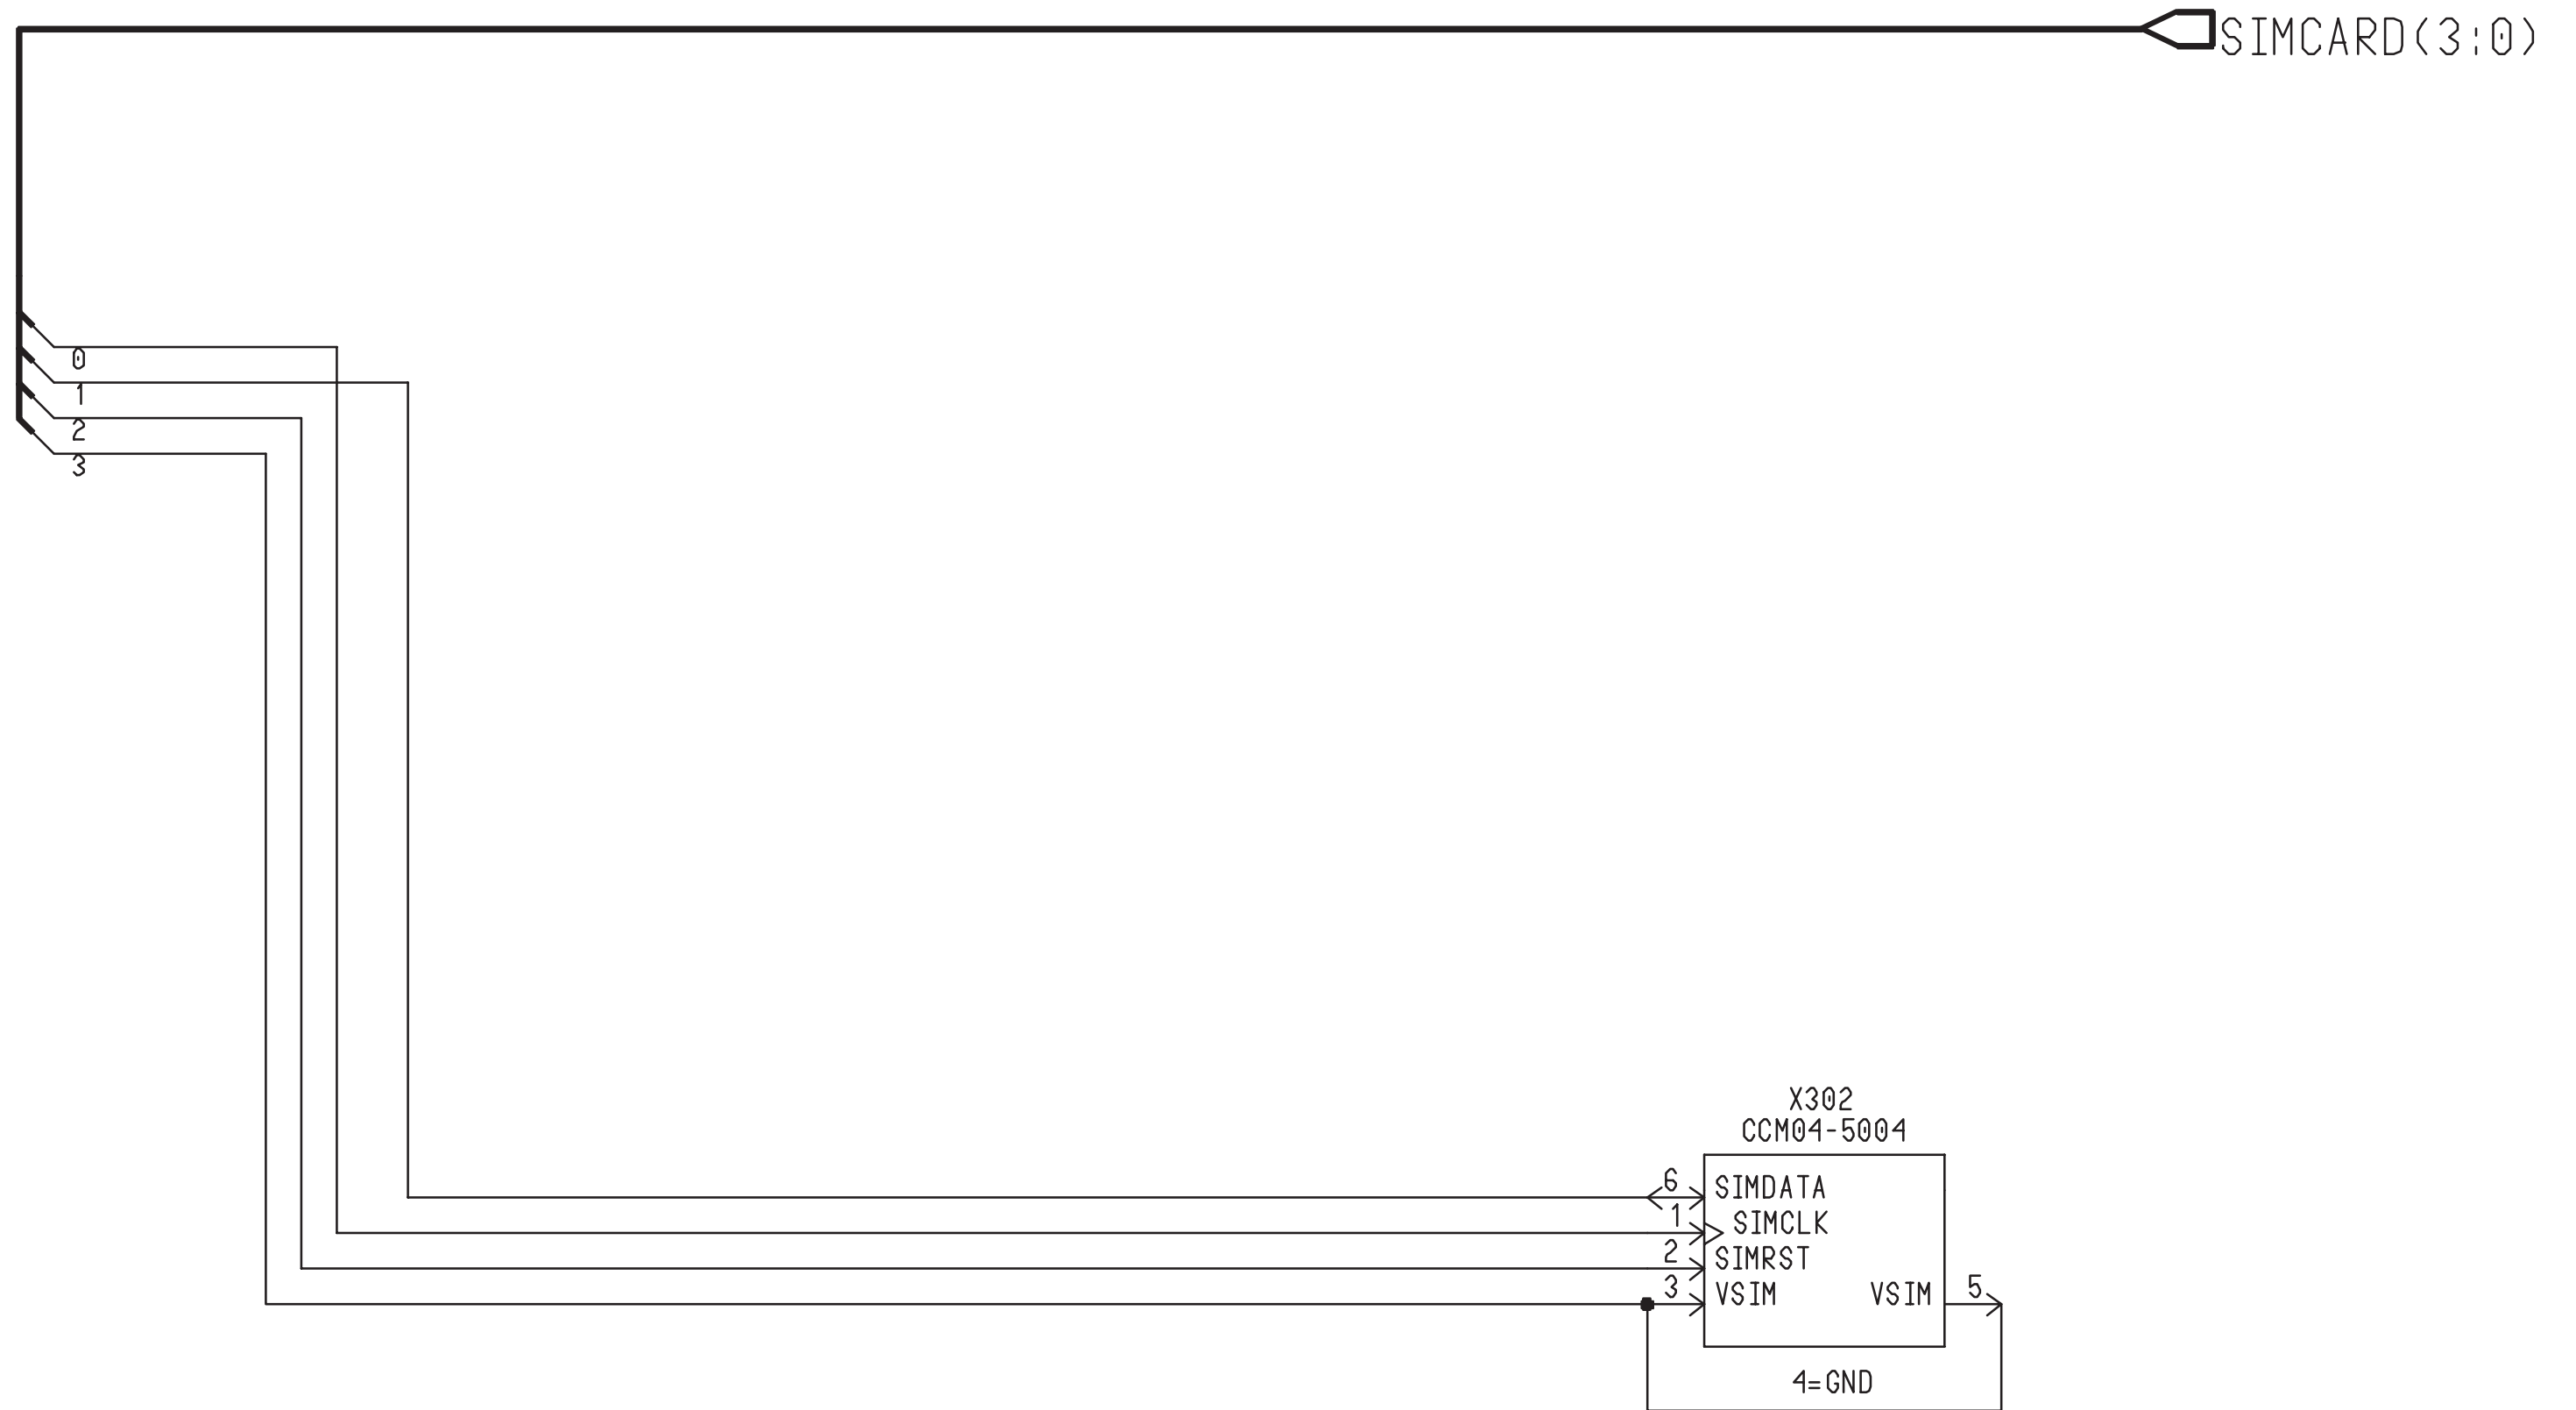 SIMCARD(3:0)
0
1
2
3
X302
CCM04-5004
6 SIMDATA
1 SIMCLK
2 SIMRST
3 VSIM VSIM 5
4=GND